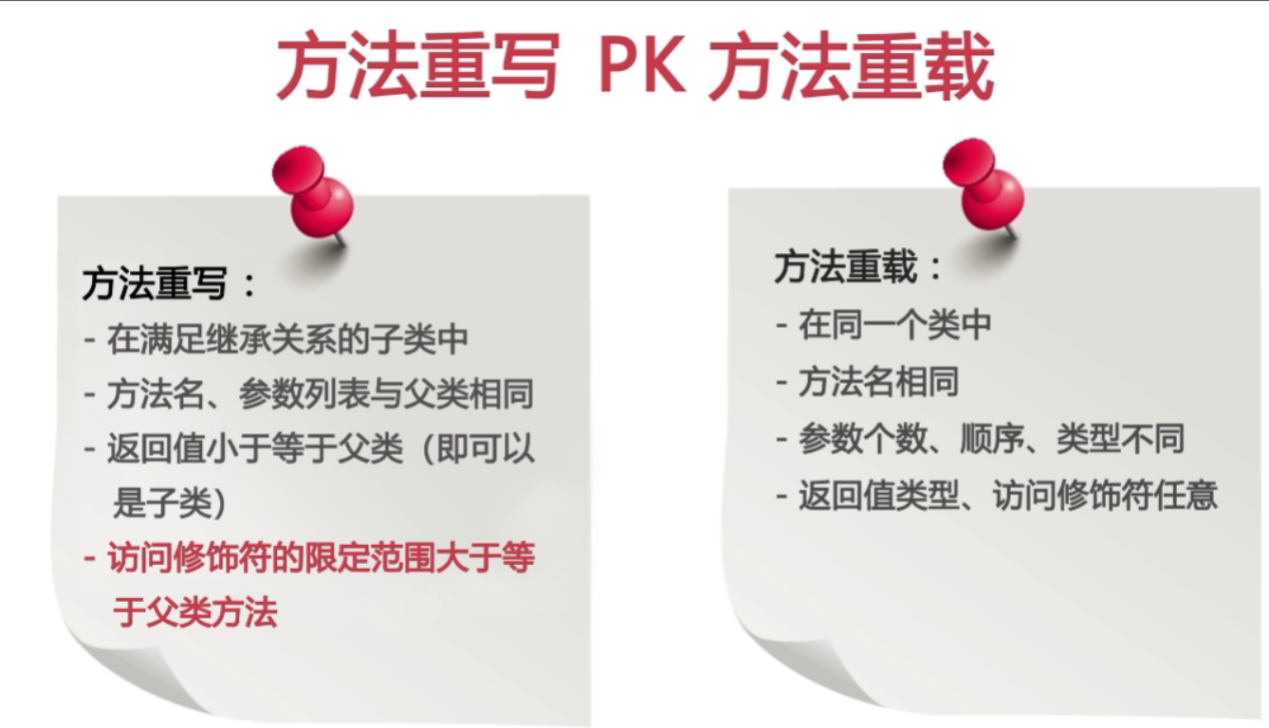 方法重写 PK 方法重载
方法重写：
- 在满足继承关系的子类中
- 方法名、参数列表与父类相同
- 返回值小于等于父类（即可以
是子类）
- 访问修饰符的限定范围大于等
于父类方法
方法重载：
- 在同一个类中
- 方法名相同
- 参数个数、顺序、类型不同
- 返回值类型、访问修饰符任意